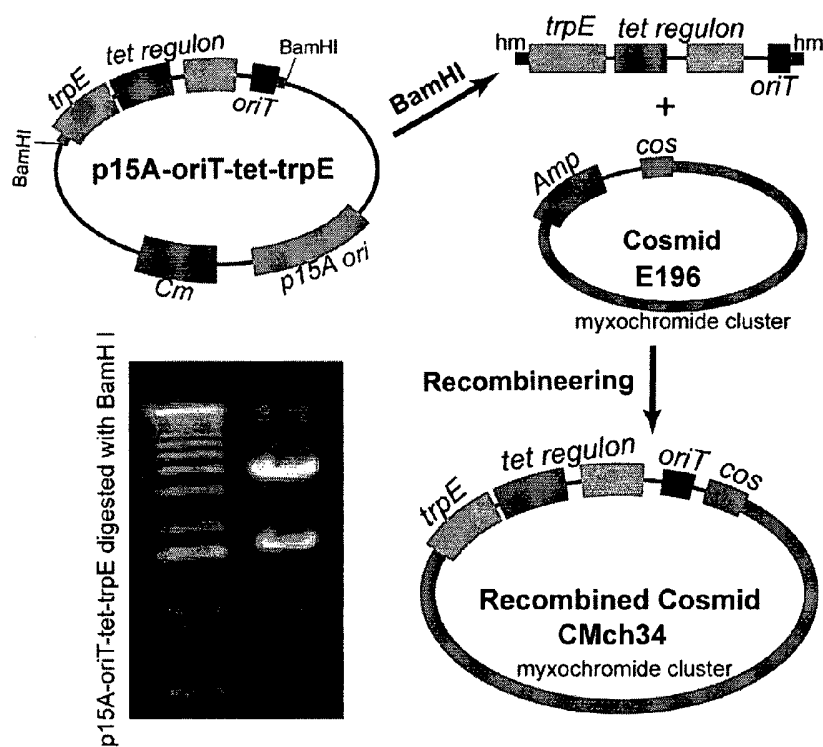 trpE
tet regulon
BamHI
oriT
BamHI
p15A-oriT-tet-trpE
Cm
p15A ori
BamHI
hm
trpE
tet regulon
hm
oriT
+
Amp
cos
Cosmid
E196
myxochromide cluster
Recombineering
p15A-oriT-tet-trpE digested with BamH I
trpE
tet regulon
oriT
cos
Recombined Cosmid
CMch34
myxochromide cluster